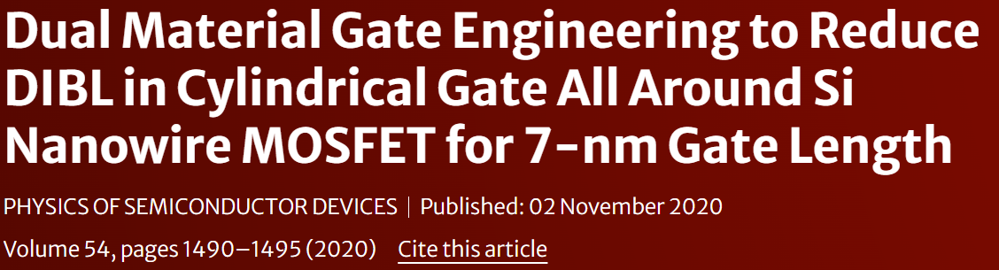 Dual Material Gate Engineering to Reduce
DIBL in Cylindrical Gate All Around Si
Nanowire MOSFET for 7-nm Gate Length
PHYSICS OF SEMICONDUCTOR DEVICES | Published: 02 November 2020
Volume 54, pages 1490–1495 (2020) Cite this article